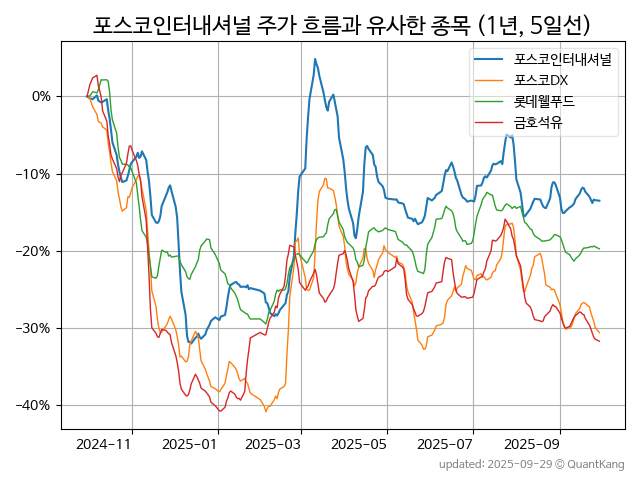 포스코인터내셔널 주가 흐름과 유사한 종목 (1년, 5일선)
포스코인터내셔널
포스코DX
롯데웰푸드
금호석유
0%
-10%
-20%
-30%
-40%
2024-11
2025-01
2025-03
2025-05
2025-07
2025-09
updated: 2025-09-29 © QuantKang